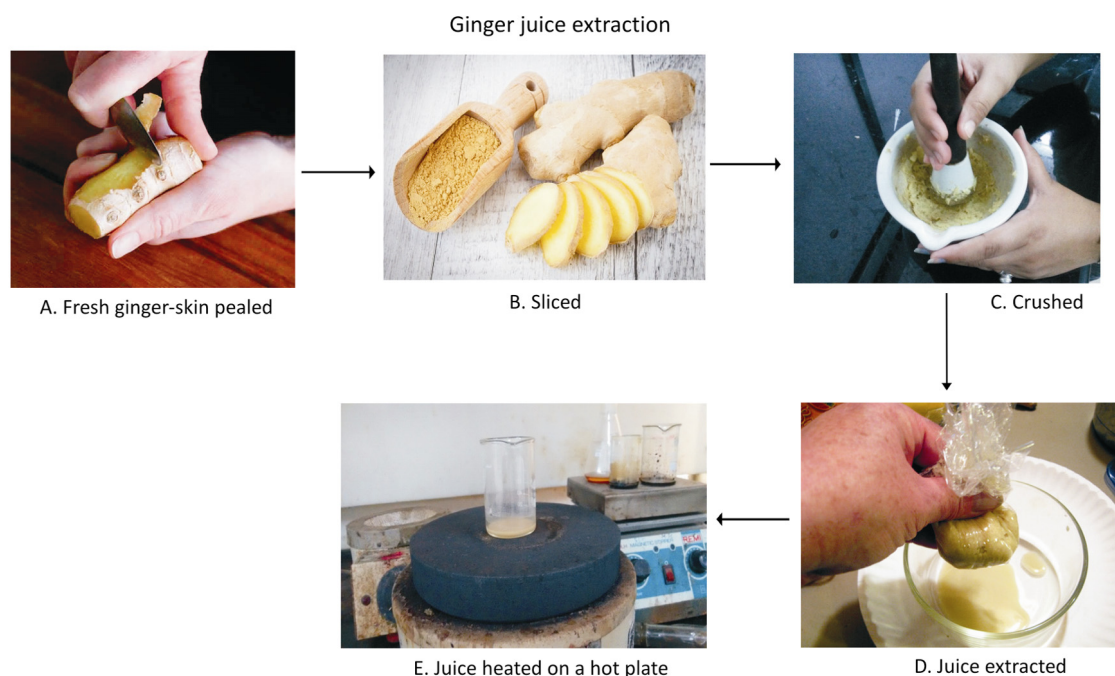 Ginger juice extraction
A. Fresh ginger-skin pealed
B. Sliced
C. Crushed
E. Juice heated on a hot plate
D. Juice extracted